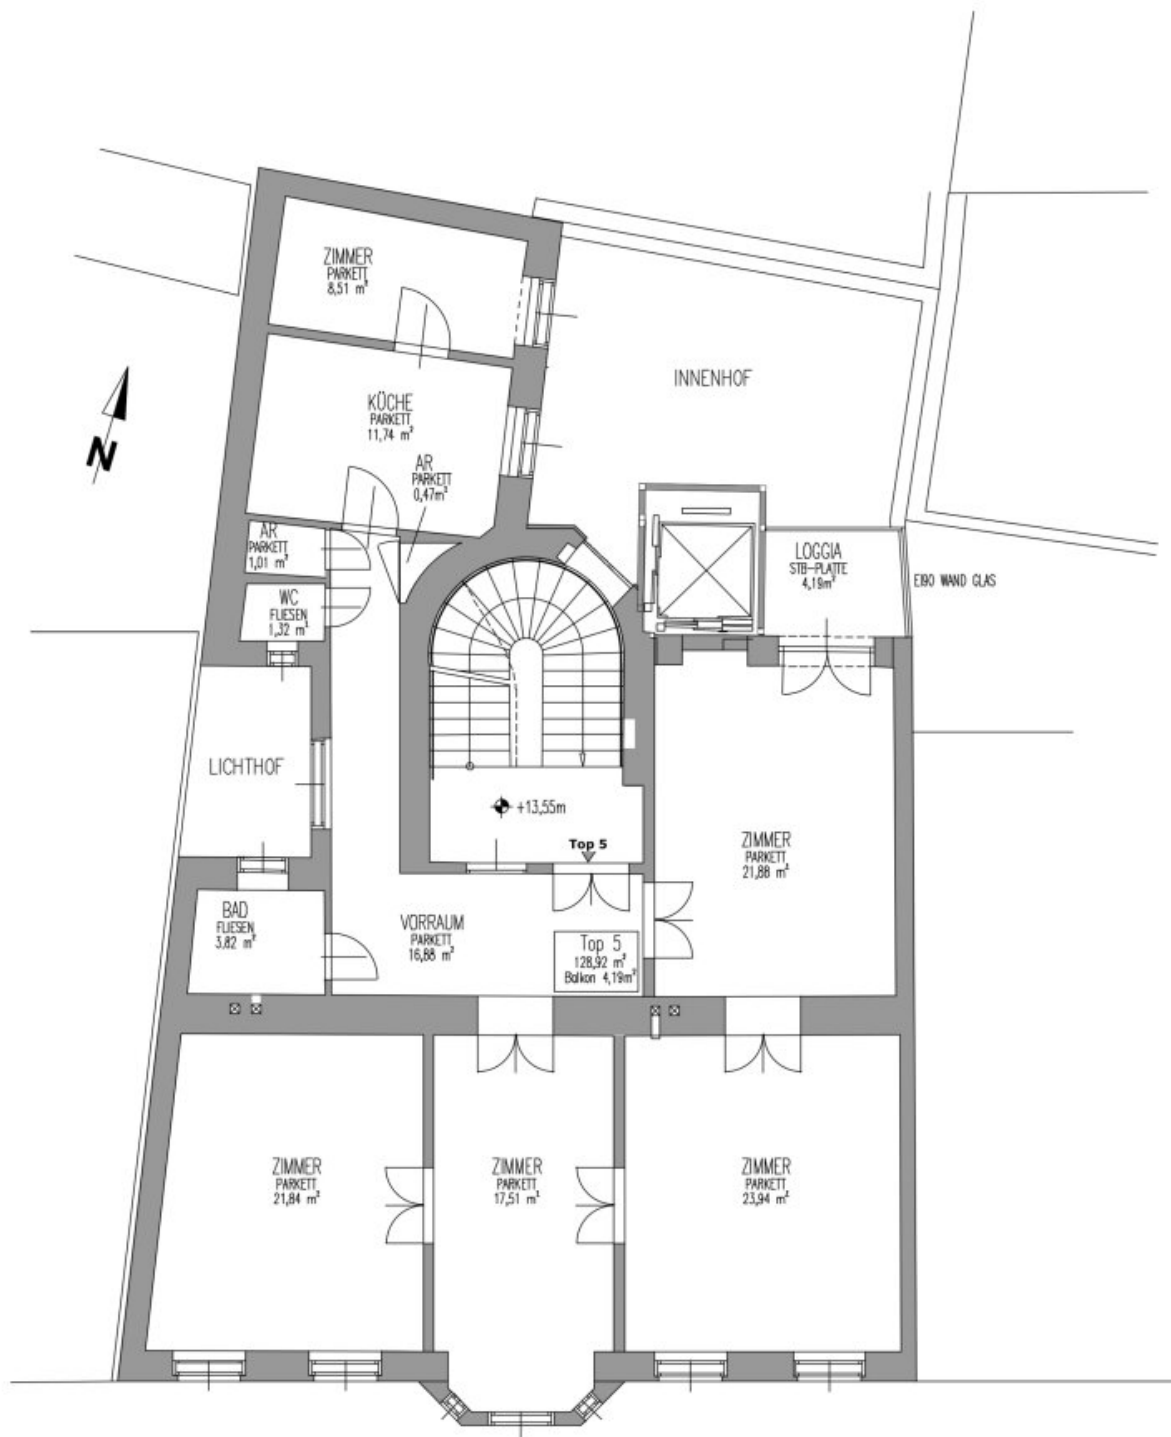 ZIMMER
PARKETT
8,51 m²
INNENHOF
KÜCHE
PARKETT
11,74 m²
N
AR
PARKETT
0,47m²
AR
PARKETT
1,01 m²
LOGGIA
STB-PLATTE
4,19m²
EI90 WAND GLAS
WC
FLIESEN
1,32 m²
LICHTHOF
+13,55m
Top 5
ZIMMER
PARKETT
21,88 m²
BAD
FLIESEN
3,82 m²
VORRAUM
PARKETT
16,88 m²
Top 5
128,92 m²
Balkon 4,19m²
ZIMMER
PARKETT
21,84 m²
ZIMMER
PARKETT
17,51 m²
ZIMMER
PARKETT
23,94 m²